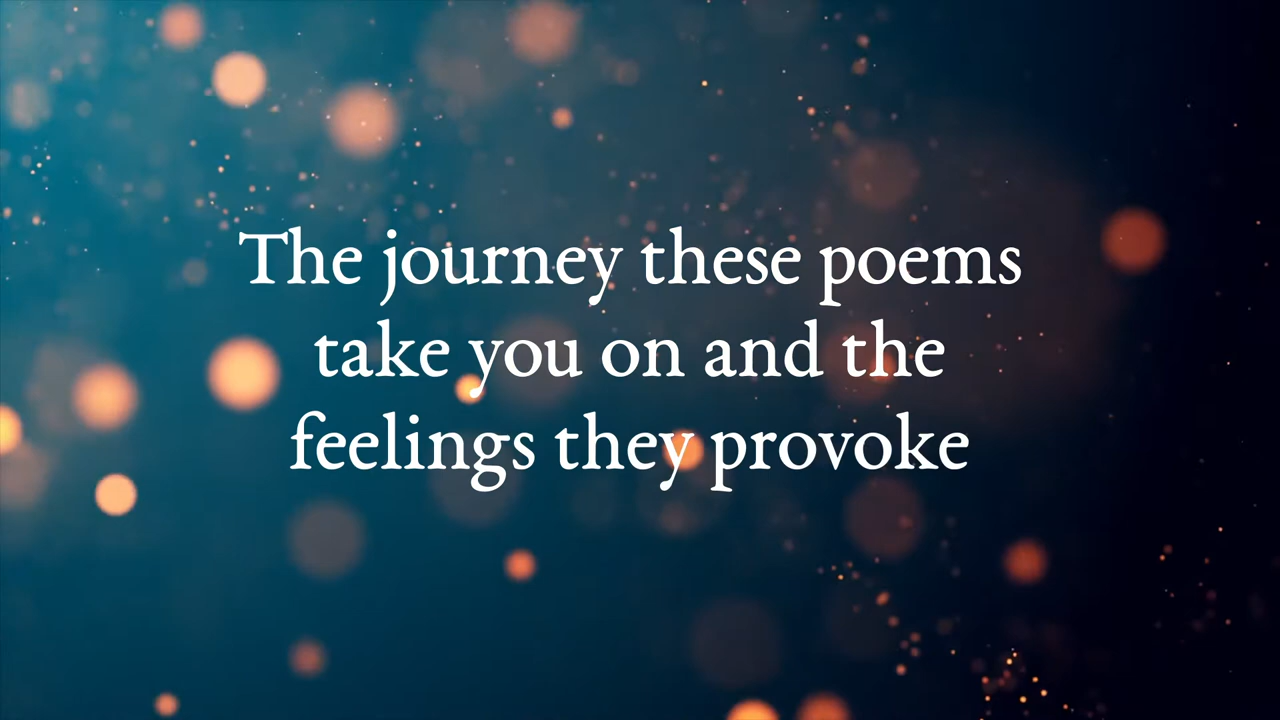 The journey these poems
take you on and the
feelings they provoke